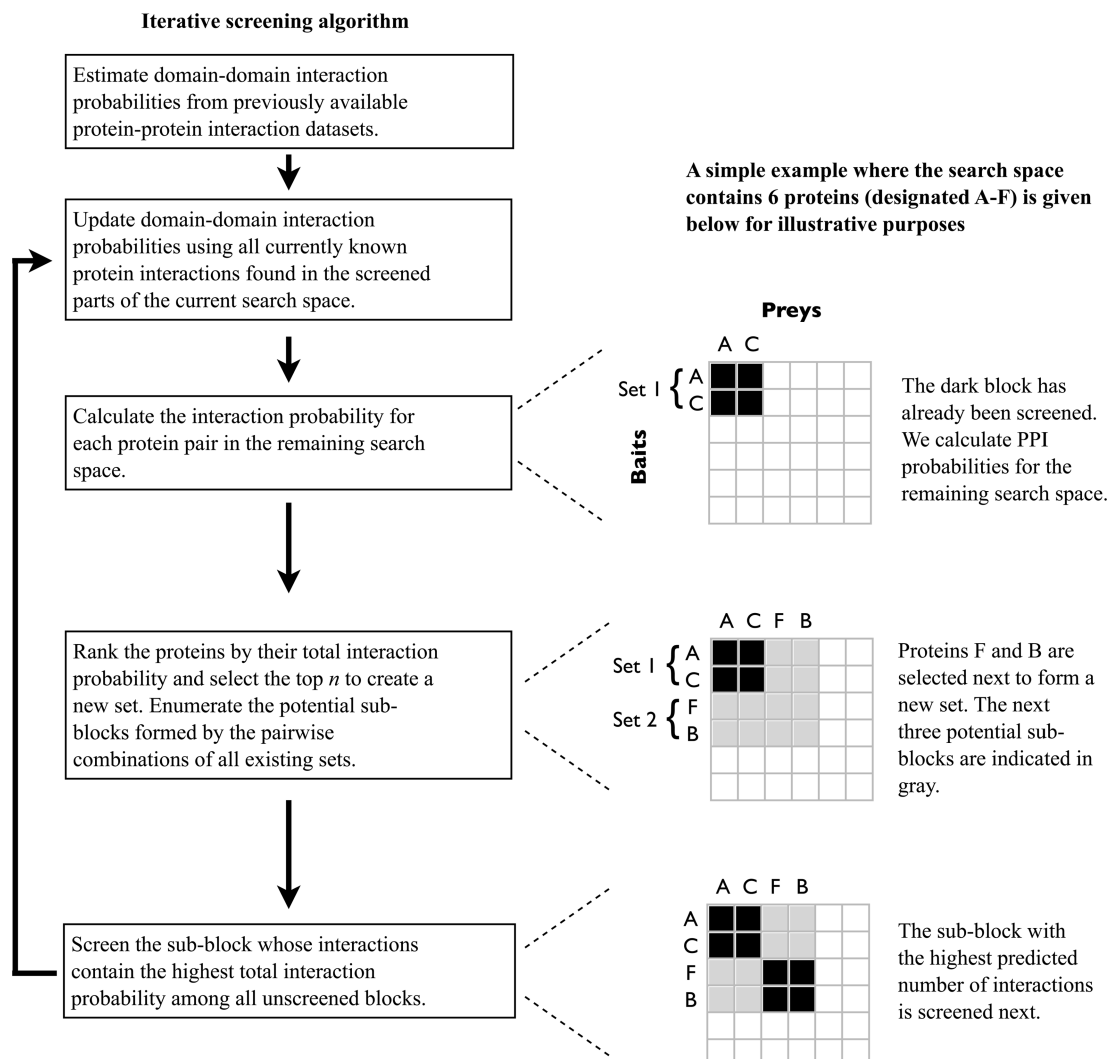 Iterative screening algorithm
Estimate domain-domain interaction
probabilities from previously available
protein-protein interaction datasets.
Update domain-domain interaction
probabilities using all currently known
protein interactions found in the screened
parts of the current search space.
Calculate the interaction probability for
each protein pair in the remaining search
space.
Rank the proteins by their total interaction
probability and select the top n to create a
new set. Enumerate the potential sub-
blocks formed by the pairwise
combinations of all existing sets.
Screen the sub-block whose interactions
contain the highest total interaction
probability among all unscreened blocks.
A simple example where the search space
contains 6 proteins (designated A-F) is given
below for illustrative purposes
Preys
A C
Set 1 { A
C
Baits
The dark block has
already been screened.
We calculate PPI
probabilities for the
remaining search space.
A C F B
Set 1 { A
C
Set 2 { F
B
Proteins F and B are
selected next to form a
new set. The next
three potential sub-
blocks are indicated in
gray.
A C F B
A
C
F
B
The sub-block with
the highest predicted
number of interactions
is screened next.